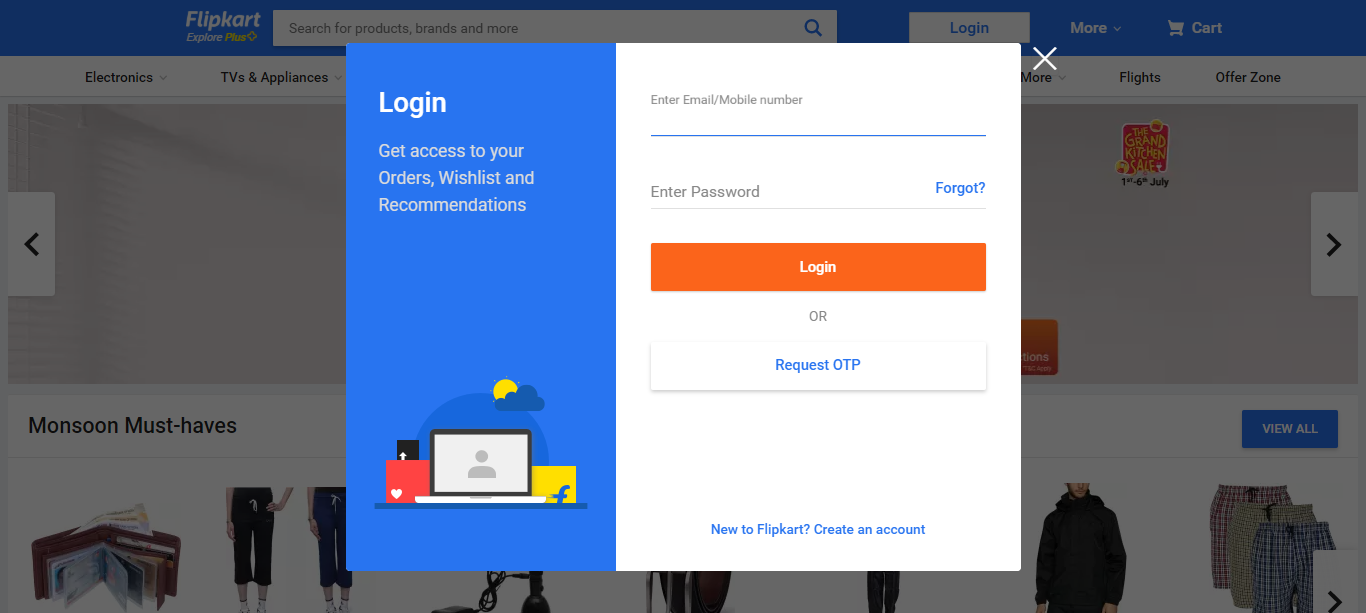 Flipkart
Explore Plus
Search for products, brands and more
Login
More
Cart
Electronics
TVs & Appliances
More
Flights
Offer Zone
Login
Get access to your
Orders, Wishlist and
Recommendations
Enter Email/Mobile number
Enter Password
Forgot?
Login
OR
Request OTP
New to Flipkart? Create an account
THE
GRAND
KITCHEN
SALE
1ST-6th July
tions
*T&C Apply
Monsoon Must-haves
VIEW ALL